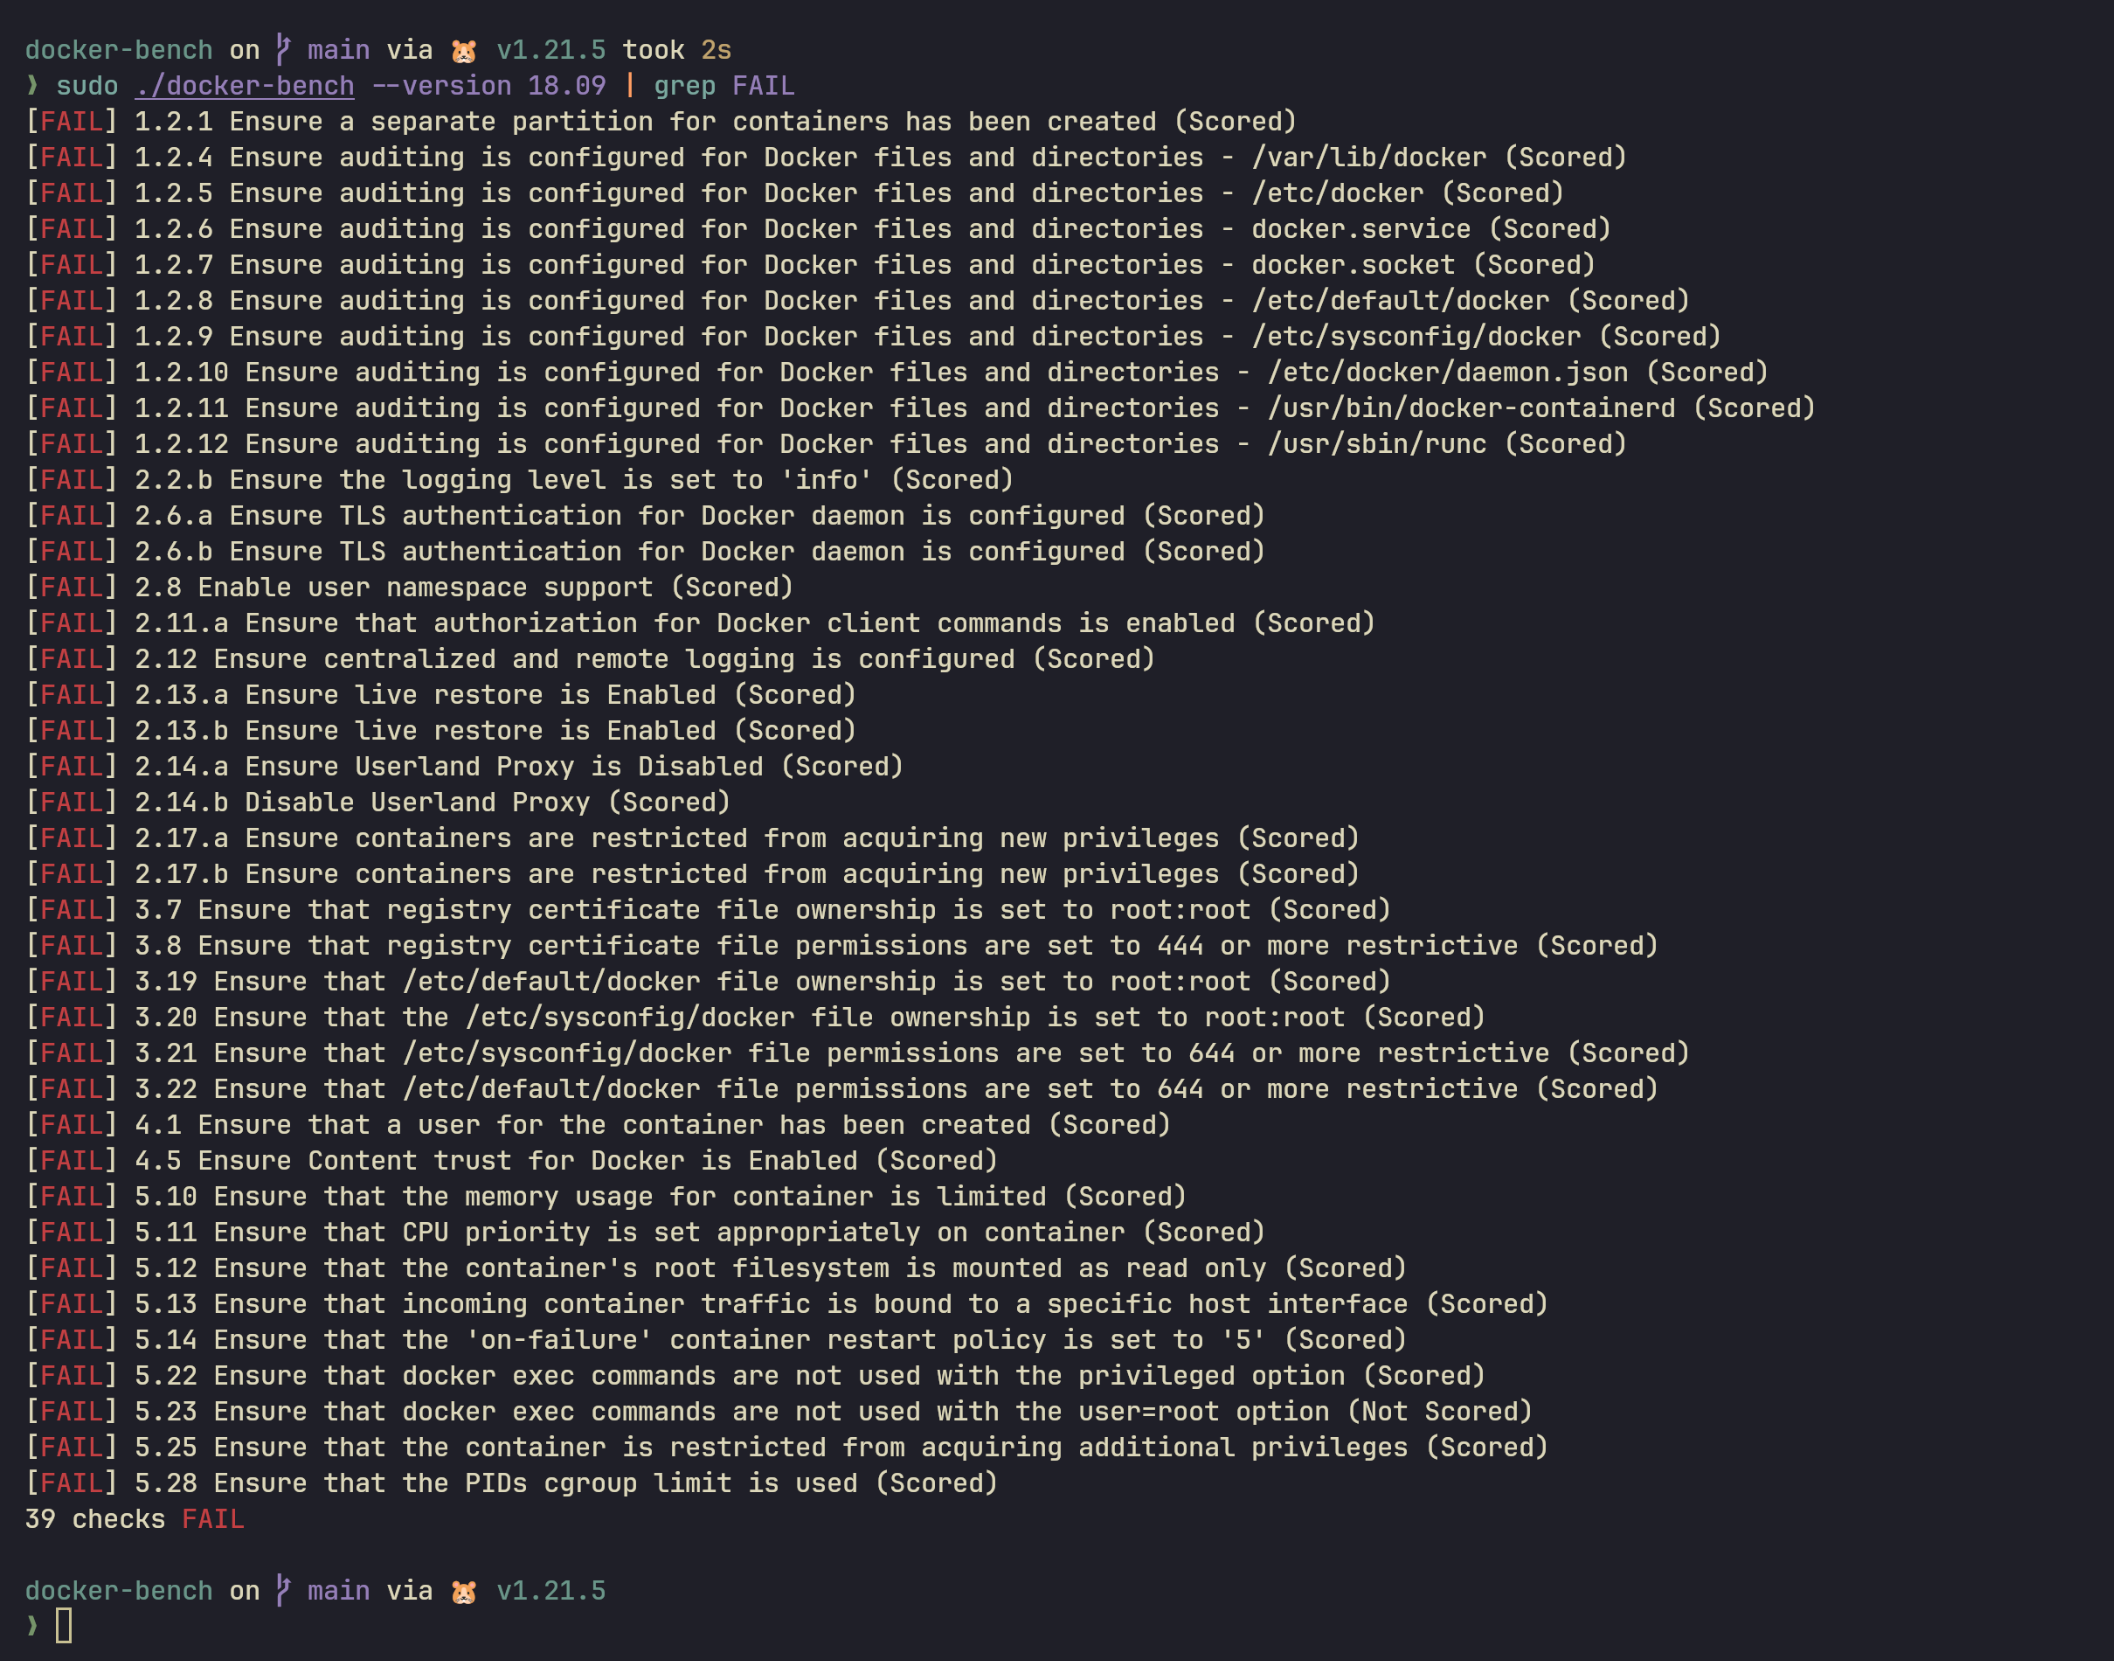 docker-bench on main via 🐹 v1.21.5 took 2s
❯ sudo ./docker-bench --version 18.09 | grep FAIL
[FAIL] 1.2.1 Ensure a separate partition for containers has been created (Scored)
[FAIL] 1.2.4 Ensure auditing is configured for Docker files and directories - /var/lib/docker (Scored)
[FAIL] 1.2.5 Ensure auditing is configured for Docker files and directories - /etc/docker (Scored)
[FAIL] 1.2.6 Ensure auditing is configured for Docker files and directories - docker.service (Scored)
[FAIL] 1.2.7 Ensure auditing is configured for Docker files and directories - docker.socket (Scored)
[FAIL] 1.2.8 Ensure auditing is configured for Docker files and directories - /etc/default/docker (Scored)
[FAIL] 1.2.9 Ensure auditing is configured for Docker files and directories - /etc/sysconfig/docker (Scored)
[FAIL] 1.2.10 Ensure auditing is configured for Docker files and directories - /etc/docker/daemon.json (Scored)
[FAIL] 1.2.11 Ensure auditing is configured for Docker files and directories - /usr/bin/docker-containerd (Scored)
[FAIL] 1.2.12 Ensure auditing is configured for Docker files and directories - /usr/sbin/runc (Scored)
[FAIL] 2.2.b Ensure the logging level is set to 'info' (Scored)
[FAIL] 2.6.a Ensure TLS authentication for Docker daemon is configured (Scored)
[FAIL] 2.6.b Ensure TLS authentication for Docker daemon is configured (Scored)
[FAIL] 2.8 Enable user namespace support (Scored)
[FAIL] 2.11.a Ensure that authorization for Docker client commands is enabled (Scored)
[FAIL] 2.12 Ensure centralized and remote logging is configured (Scored)
[FAIL] 2.13.a Ensure live restore is Enabled (Scored)
[FAIL] 2.13.b Ensure live restore is Enabled (Scored)
[FAIL] 2.14.a Ensure Userland Proxy is Disabled (Scored)
[FAIL] 2.14.b Disable Userland Proxy (Scored)
[FAIL] 2.17.a Ensure containers are restricted from acquiring new privileges (Scored)
[FAIL] 2.17.b Ensure containers are restricted from acquiring new privileges (Scored)
[FAIL] 3.7 Ensure that registry certificate file ownership is set to root:root (Scored)
[FAIL] 3.8 Ensure that registry certificate file permissions are set to 444 or more restrictive (Scored)
[FAIL] 3.19 Ensure that /etc/default/docker file ownership is set to root:root (Scored)
[FAIL] 3.20 Ensure that the /etc/sysconfig/docker file ownership is set to root:root (Scored)
[FAIL] 3.21 Ensure that /etc/sysconfig/docker file permissions are set to 644 or more restrictive (Scored)
[FAIL] 3.22 Ensure that /etc/default/docker file permissions are set to 644 or more restrictive (Scored)
[FAIL] 4.1 Ensure that a user for the container has been created (Scored)
[FAIL] 4.5 Ensure Content trust for Docker is Enabled (Scored)
[FAIL] 5.10 Ensure that the memory usage for container is limited (Scored)
[FAIL] 5.11 Ensure that CPU priority is set appropriately on container (Scored)
[FAIL] 5.12 Ensure that the container's root filesystem is mounted as read only (Scored)
[FAIL] 5.13 Ensure that incoming container traffic is bound to a specific host interface (Scored)
[FAIL] 5.14 Ensure that the 'on-failure' container restart policy is set to '5' (Scored)
[FAIL] 5.22 Ensure that docker exec commands are not used with the privileged option (Scored)
[FAIL] 5.23 Ensure that docker exec commands are not used with the user=root option (Not Scored)
[FAIL] 5.25 Ensure that the container is restricted from acquiring additional privileges (Scored)
[FAIL] 5.28 Ensure that the PIDs cgroup limit is used (Scored)
39 checks FAIL
docker-bench on main via 🐹 v1.21.5
❯